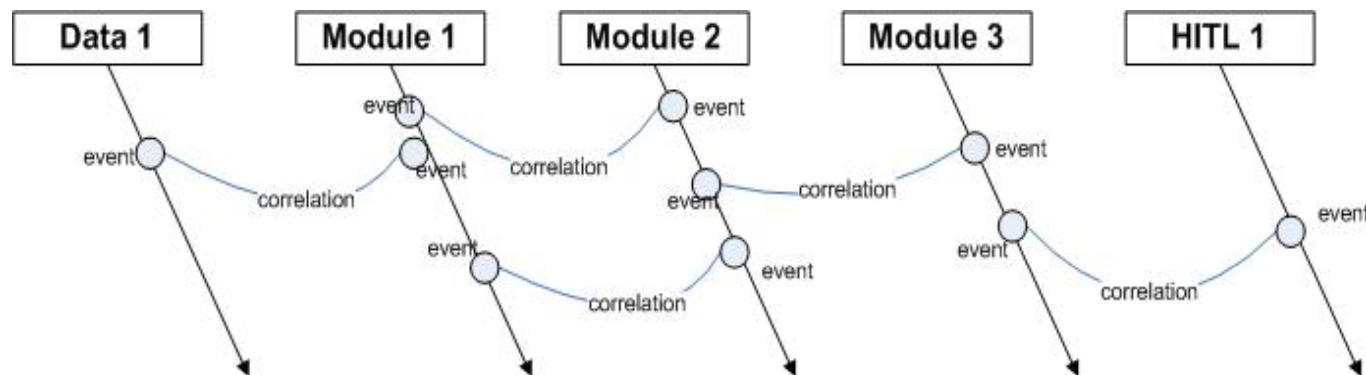 Data 1
Module 1
Module 2
Module 3
HITL 1
event
event
event
event
event
correlation
event
correlation
event
correlation
event
event
event
event
correlation
correlation